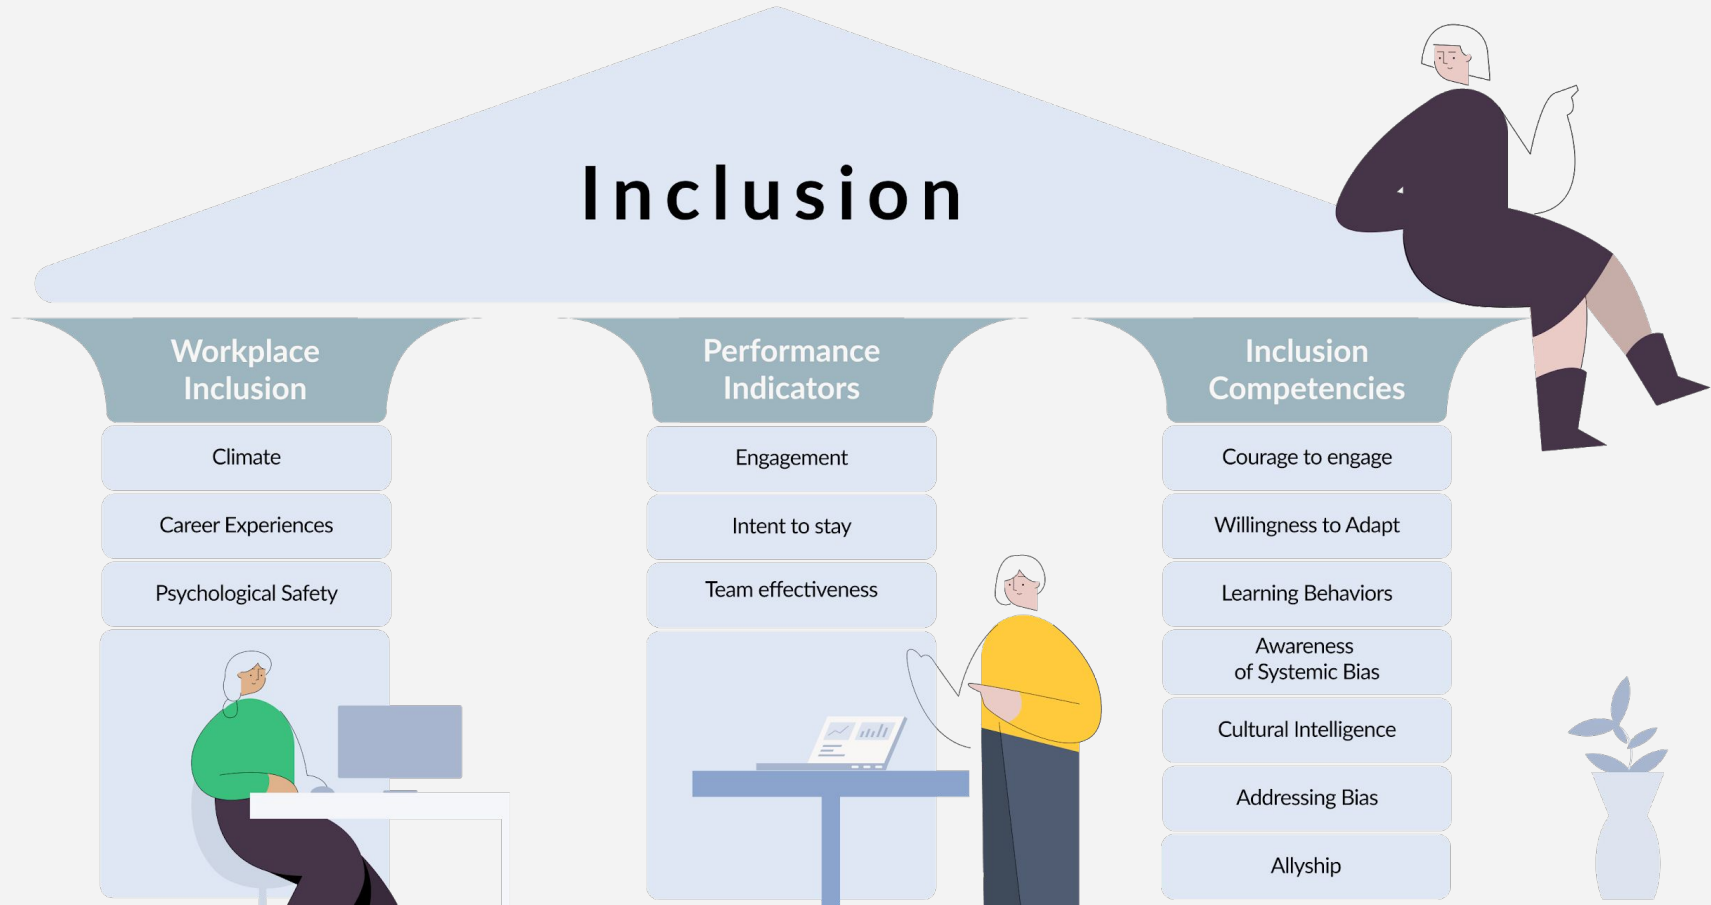 Inclusion
Workplace
Inclusion
Climate
Career Experiences
Psychological Safety
Performance
Indicators
Engagement
Intent to stay
Team effectiveness
Inclusion
Competencies
Courage to engage
Willingness to Adapt
Learning Behaviors
Awareness
of Systemic Bias
Cultural Intelligence
Addressing Bias
Allyship